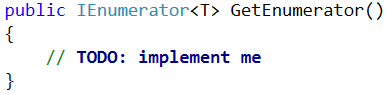 public IEnumerator<T> GetEnumerator()
{
    // TODO: implement me
}